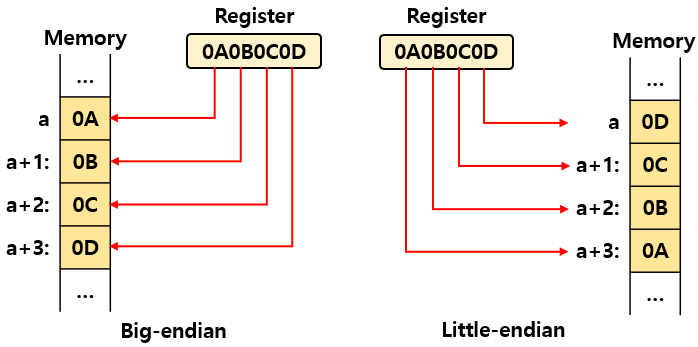 Register
Memory
0A0B0C0D
...
a
0A
a+1:
0B
a+2:
0C
a+3:
0D
...
Big-endian
Register
Memory
0A0B0C0D
...
a
0D
a+1:
0C
a+2:
0B
a+3:
0A
...
Little-endian